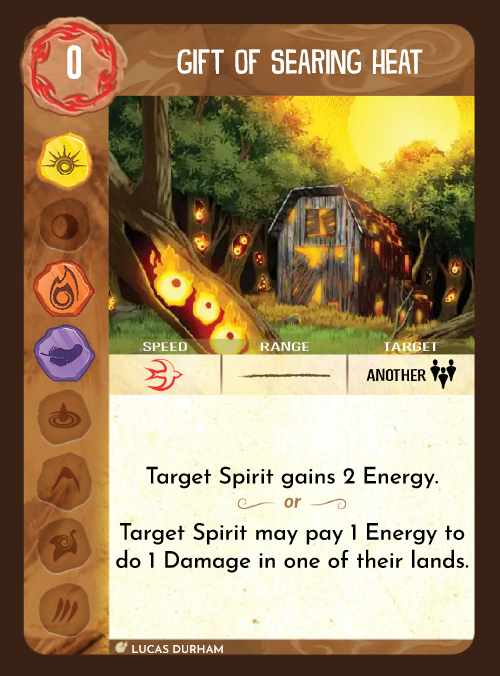 0
GIFT OF SEARING HEAT
SPEED RANGE TARGET
ANOTHER
Target Spirit gains 2 Energy.
or
Target Spirit may pay 1 Energy to
do 1 Damage in one of their lands.
LUCAS DURHAM